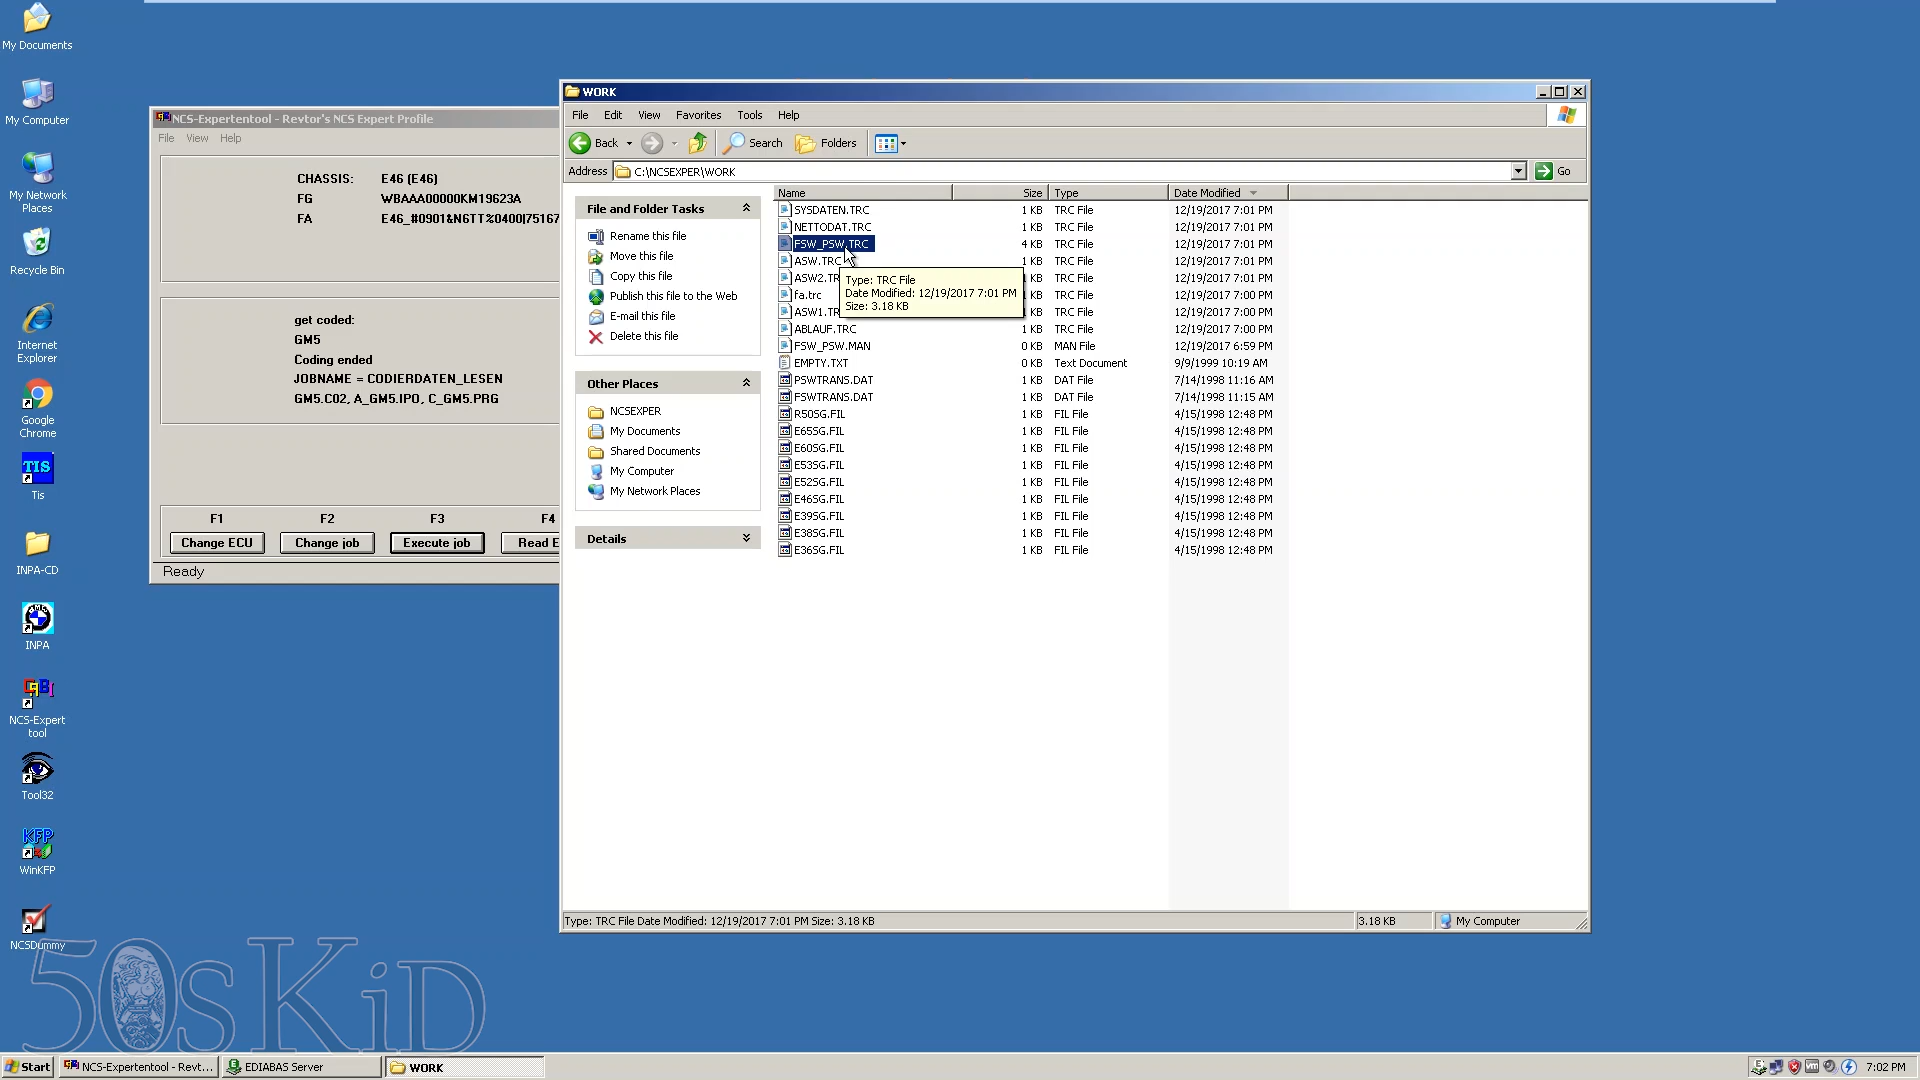 My Documents
My Computer
My Network
Places
Recycle Bin
Internet
Explorer
Google
Chrome
TIS
Tis
INPA-CD
INPA
NCS-Expert
tool
Tool32
KFP
WinKFP
NCSDummy
50sKiD
NCS-Expertentool - Revtor's NCS Expert Profile
File View Help
CHASSIS: E46 (E46)
FG WBAAA00000KM19623A
FA E46_#0901&N6TT%0400|75167
get coded:
GM5
Coding ended
JOBNAME = CODIERDATEN_LESEN
GM5.C02, A_GM5.IPO, C_GM5.PRG
F1 F2 F3 F4
Change ECU Change job Execute job Read E
Ready
WORK
File Edit View Favorites Tools Help
Back Search Folders
Address C:\NCSEXPER\WORK Go
File and Folder Tasks
Rename this file
Move this file
Copy this file
Publish this file to the Web
E-mail this file
Delete this file
Other Places
NCSEXPER
My Documents
Shared Documents
My Computer
My Network Places
Details
Name Size Type Date Modified
SYSDATEN.TRC 1 KB TRC File 12/19/2017 7:01 PM
NETTODAT.TRC 1 KB TRC File 12/19/2017 7:01 PM
FSW_PSW.TRC 4 KB TRC File 12/19/2017 7:01 PM
ASW.TRC 1 KB TRC File 12/19/2017 7:01 PM
ASW2.TR 1 KB TRC File 12/19/2017 7:01 PM
fa.trc 1 KB TRC File 12/19/2017 7:00 PM
ASW1.TR 1 KB TRC File 12/19/2017 7:00 PM
ABLAUF.TRC 1 KB TRC File 12/19/2017 7:00 PM
FSW_PSW.MAN 0 KB MAN File 12/19/2017 6:59 PM
EMPTY.TXT 0 KB Text Document 9/9/1999 10:19 AM
PSWTRANS.DAT 1 KB DAT File 7/14/1998 11:16 AM
FSWTRANS.DAT 1 KB DAT File 7/14/1998 11:15 AM
R50SG.FIL 1 KB FIL File 4/15/1998 12:48 PM
E65SG.FIL 1 KB FIL File 4/15/1998 12:48 PM
E60SG.FIL 1 KB FIL File 4/15/1998 12:48 PM
E53SG.FIL 1 KB FIL File 4/15/1998 12:48 PM
E52SG.FIL 1 KB FIL File 4/15/1998 12:48 PM
E46SG.FIL 1 KB FIL File 4/15/1998 12:48 PM
E39SG.FIL 1 KB FIL File 4/15/1998 12:48 PM
E38SG.FIL 1 KB FIL File 4/15/1998 12:48 PM
E36SG.FIL 1 KB FIL File 4/15/1998 12:48 PM
Type: TRC File
Date Modified: 12/19/2017 7:01 PM
Size: 3.18 KB
Type: TRC File Date Modified: 12/19/2017 7:01 PM Size: 3.18 KB 3.18 KB My Computer
Start NCS-Expertentool - Revt... EDIABAS Server WORK 7:02 PM